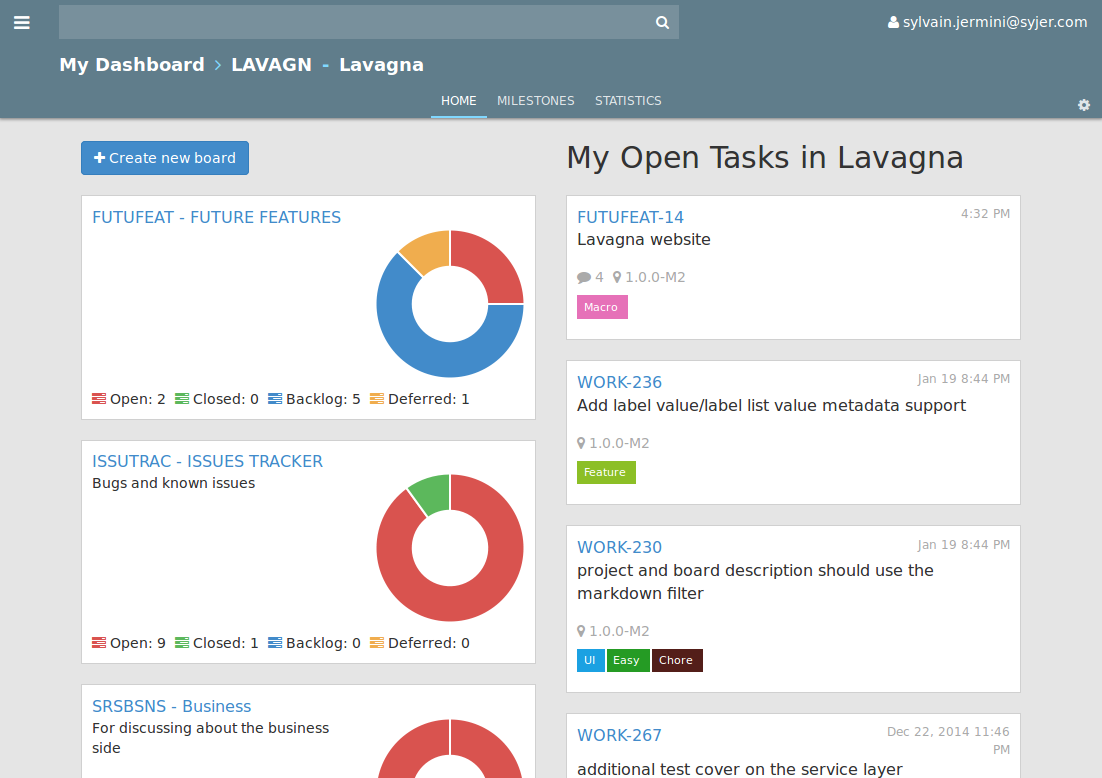 sylvain.jermini@syjer.com
My Dashboard › LAVAGN - Lavagna
HOME MILESTONES STATISTICS
Create new board
FUTUFEAT - FUTURE FEATURES
Open: 2 Closed: 0 Backlog: 5 Deferred: 1
ISSUTRAC - ISSUES TRACKER
Bugs and known issues
Open: 9 Closed: 1 Backlog: 0 Deferred: 0
SRSBSNS - Business
For discussing about the business
side
My Open Tasks in Lavagna
FUTUFEAT-14 4:32 PM
Lavagna website
4 1.0.0-M2
Macro
WORK-236 Jan 19 8:44 PM
Add label value/label list value metadata support
1.0.0-M2
Feature
WORK-230 Jan 19 8:44 PM
project and board description should use the
markdown filter
1.0.0-M2
UI Easy Chore
WORK-267 Dec 22, 2014 11:46
PM
additional test cover on the service layer